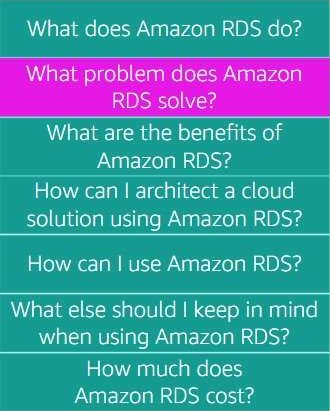 What does Amazon RDS do?
What problem does Amazon
RDS solve?
What are the benefits of
Amazon RDS?
How can I architect a cloud
solution using Amazon RDS?
How can I use Amazon RDS?
What else should I keep in mind
when using Amazon RDS?
How much does
Amazon RDS cost?